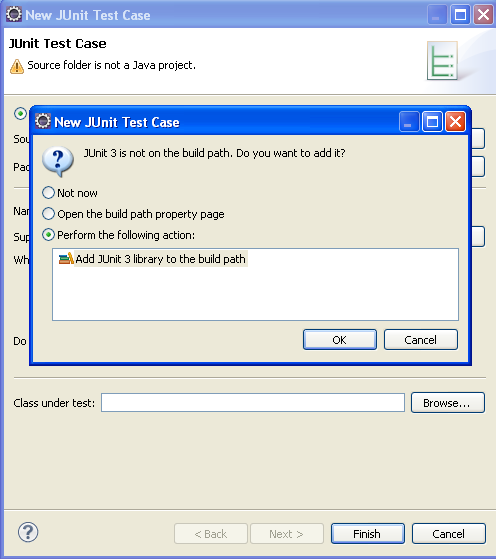 New JUnit Test Case
JUnit Test Case
Source folder is not a Java project.
New JUnit Test Case
JUnit 3 is not on the build path. Do you want to add it?
Not now
Open the build path property page
Perform the following action:
Add JUnit 3 library to the build path
OK Cancel
Sou
Pac
Nam
Sup
Wh
Do
Class under test: Browse...
< Back Next > Finish Cancel